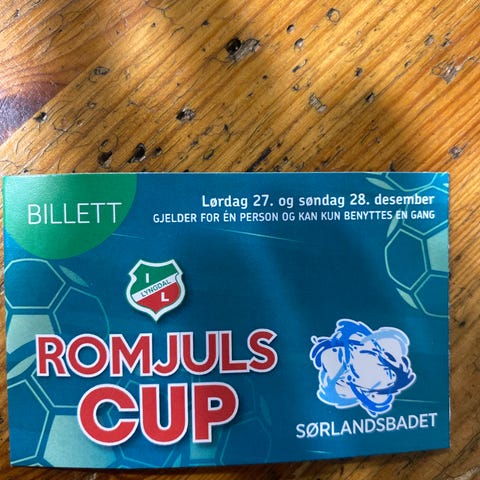 BILLETT
Lørdag 27. og søndag 28. desember
GJELDER FOR ÉN PERSON OG KAN KUN BENYTTES EN GANG
I
LYNGDAL
L
ROMJULS
CUP
SØRLANDSBADET